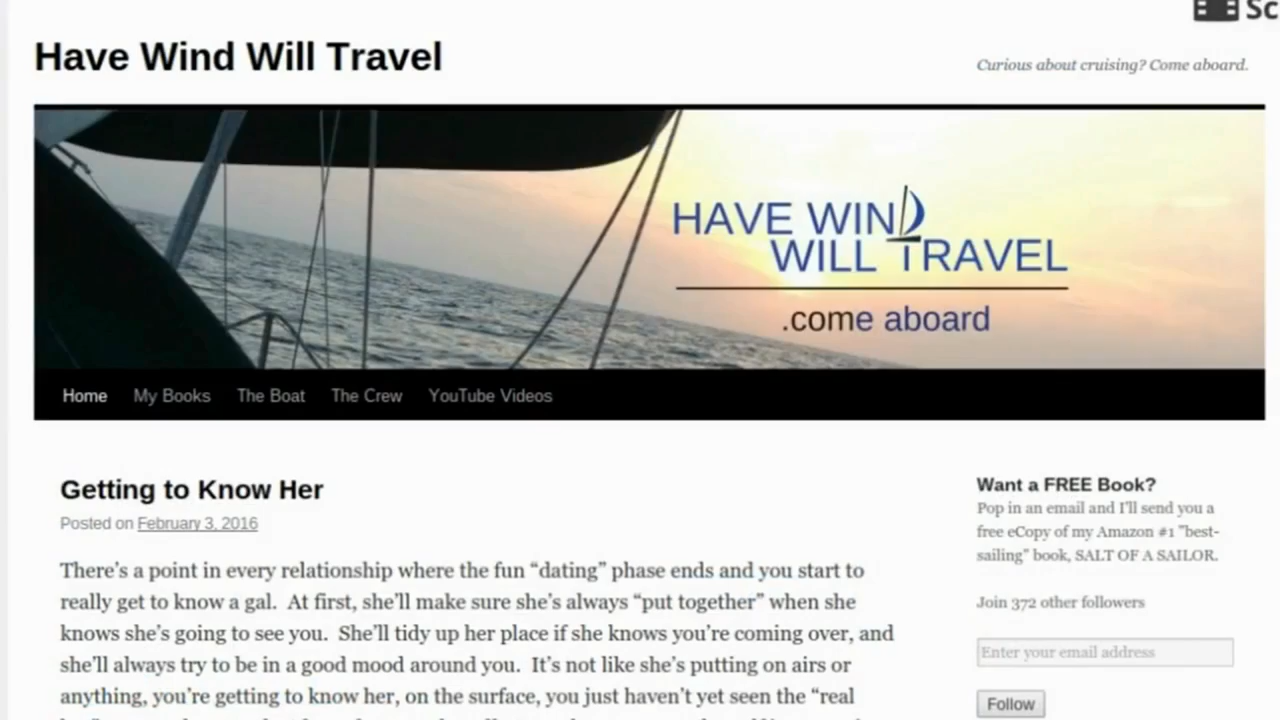 Sc
Have Wind Will Travel
Curious about cruising? Come aboard.
HAVE WIND
WILL TRAVEL
.come aboard
Home My Books The Boat The Crew YouTube Videos
Getting to Know Her
Posted on February 3, 2016
There's a point in every relationship where the fun “dating” phase ends and you start to
really get to know a gal. At first, she'll make sure she's always “put together” when she
knows she's going to see you. She'll tidy up her place if she knows you're coming over, and
she'll always try to be in a good mood around you. It's not like she's putting on airs or
anything, you're getting to know her, on the surface, you just haven't yet seen the “real
Want a FREE Book?
Pop in an email and I'll send you a
free eCopy of my Amazon #1 "best-
sailing" book, SALT OF A SAILOR.
Join 372 other followers
Enter your email address
Follow